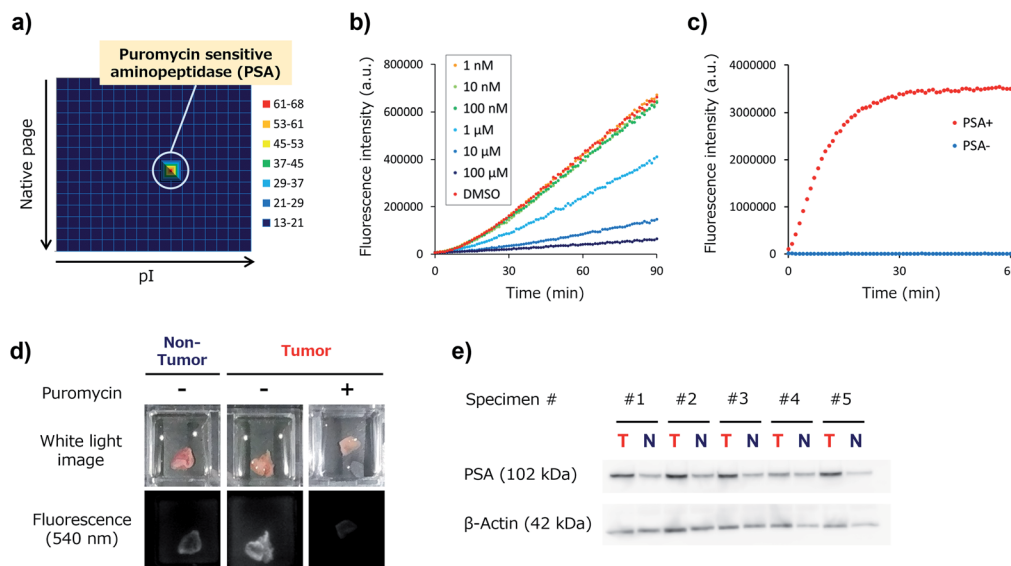 a)
Puromycin sensitive
aminopeptidase (PSA)
Native page
pI
61-68
53-61
45-53
37-45
29-37
21-29
13-21
b)
Fluorescence intensity (a.u.)
800000
600000
400000
200000
0
0
30
60
90
Time (min)
1 nM
10 nM
100 nM
1 μM
10 μM
100 μM
DMSO
c)
Fluorescence intensity (a.u.)
4000000
3000000
2000000
1000000
0
0
30
6
Time (min)
PSA+
PSA-
d)
Non-
Tumor
Tumor
Puromycin
-
-
+
White light
image
Fluorescence
(540 nm)
e)
Specimen #
#1
#2
#3
#4
#5
T N T N T N T N T N
PSA (102 kDa)
β-Actin (42 kDa)